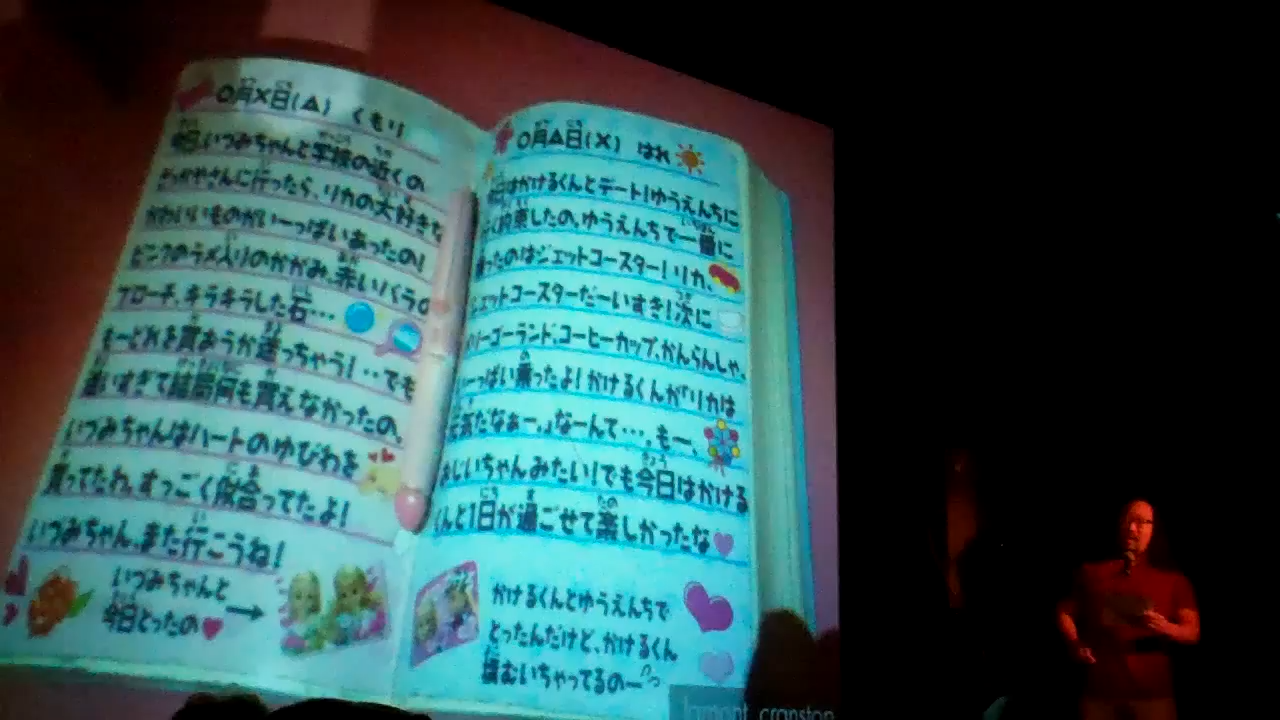 ○月×日(△) くもり
今日、いづみちゃんと学校の近くの
ざっかやさんに行ったら、リカの大好きな
かわいいものがい~っぱいあったの!
ピンクのラメ入りのかがみ、赤いバラの
ブローチ、キラキラした石…
も~どれを買おうか迷っちゃう!‥でも
迷いすぎて結局何も買えなかったの。
いづみちゃんはハートのゆびわを
買ってたわ。すっごく似合ってたよ!
いづみちゃん、また行こうね!
いづみちゃんと
今日とったの
○月△日(×) はれ
今日はかけるくんとデート!ゆうえんちに
行く約束したの。ゆうえんちで一番に
乗ったのはジェットコースター!リカ、
ジェットコースターだーいすき!次に
メリーゴーランド、コーヒーカップ、かんらんしゃ、
い~っぱい乗ったよ!かけるくんが「リカは
元気だなぁー。」なーんて…。もー、
おじいちゃんみたい!でも今日はかける
くんと1日が過ごせて楽しかったな
かけるくんとゆうえんちで
とったんだけど、かけるくん
横むいちゃってるの~
lamont_cranston